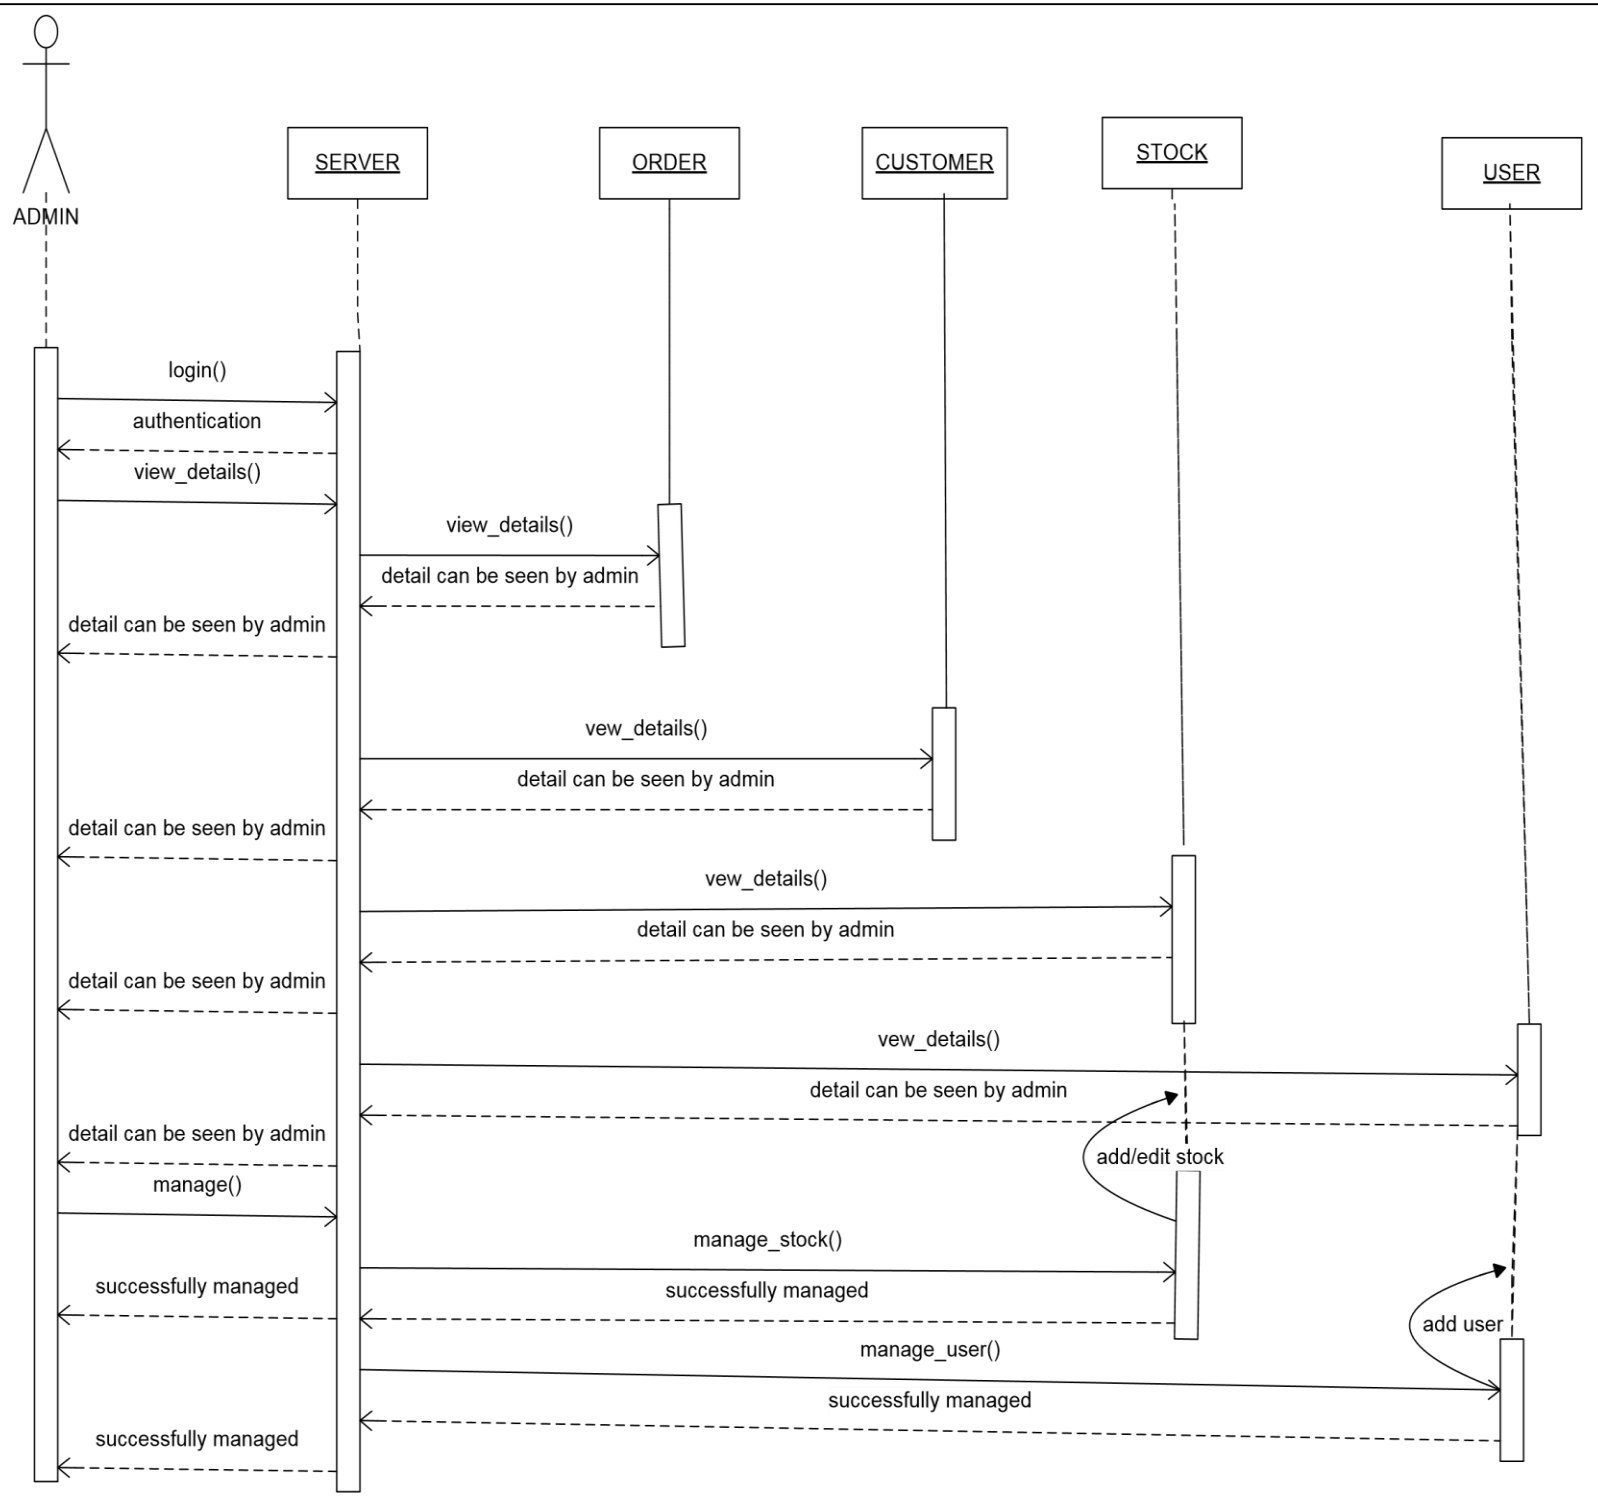 ADMIN
SERVER
ORDER
CUSTOMER
STOCK
USER
login()
authentication
view_details()
view_details()
detail can be seen by admin
detail can be seen by admin
vew_details()
detail can be seen by admin
detail can be seen by admin
vew_details()
detail can be seen by admin
detail can be seen by admin
vew_details()
detail can be seen by admin
detail can be seen by admin
add/edit stock
manage()
manage_stock()
successfully managed
successfully managed
add user
manage_user()
successfully managed
successfully managed